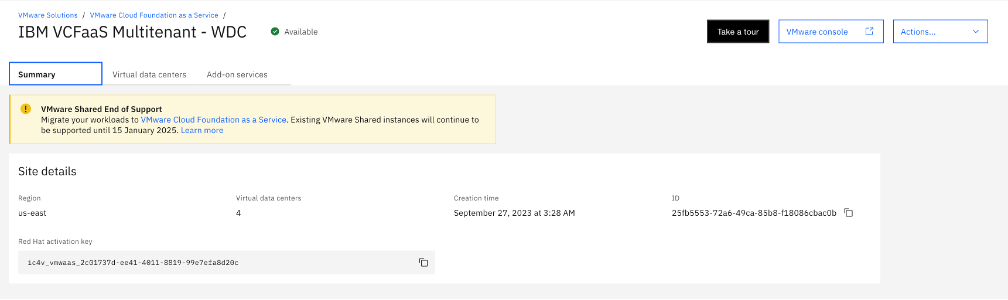 VMware Solutions / VMware Cloud Foundation as a Service /
IBM VCFaaS Multitenant - WDC
Available
Take a tour
VMware console
Actions...
Summary
Virtual data centers
Add-on services
VMware Shared End of Support
Migrate your workloads to VMware Cloud Foundation as a Service. Existing VMware Shared instances will continue to
be supported until 15 January 2025. Learn more
Site details
Region
Virtual data centers
Creation time
ID
us-east
4
September 27, 2023 at 3:28 AM
25fb5553-72a6-49ca-85b8-f18086cbac0b
Red Hat activation key
ic4v_vmwaas_2c01737d-ee41-4011-8819-99e7efa8d20c